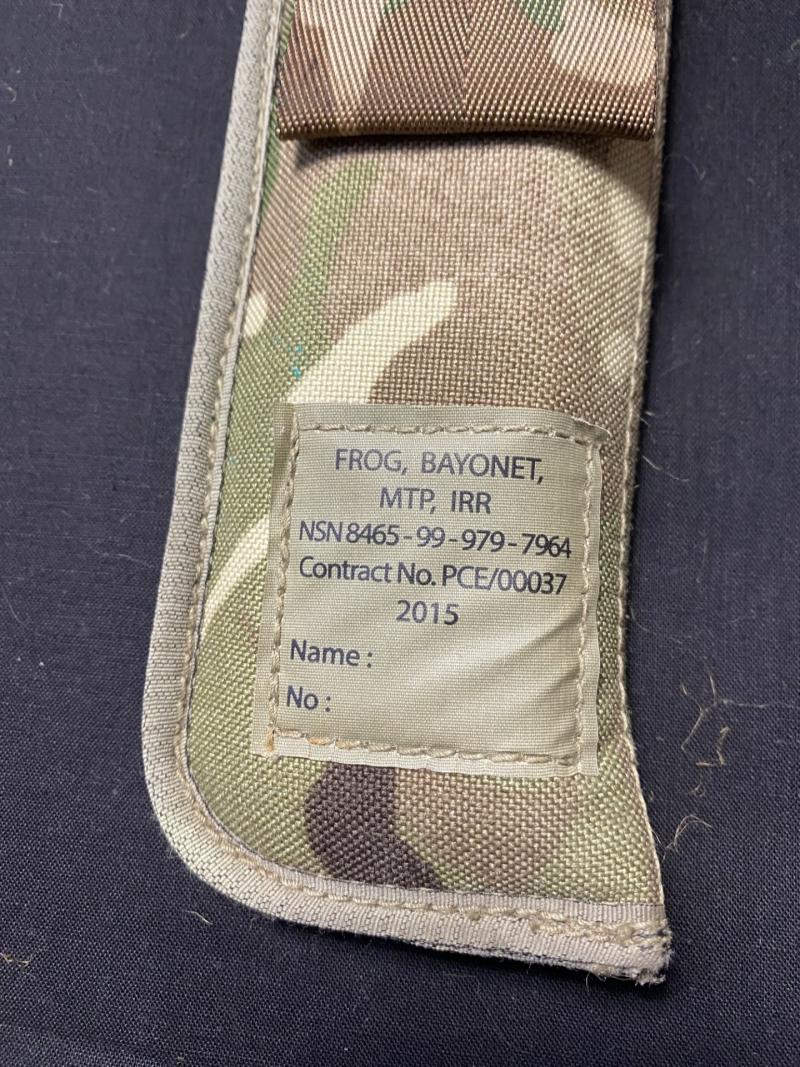 FROG, BAYONET,
MTP, IRR
NSN 8465-99-979-7964
Contract No. PCE/00037
2015
Name :
No :